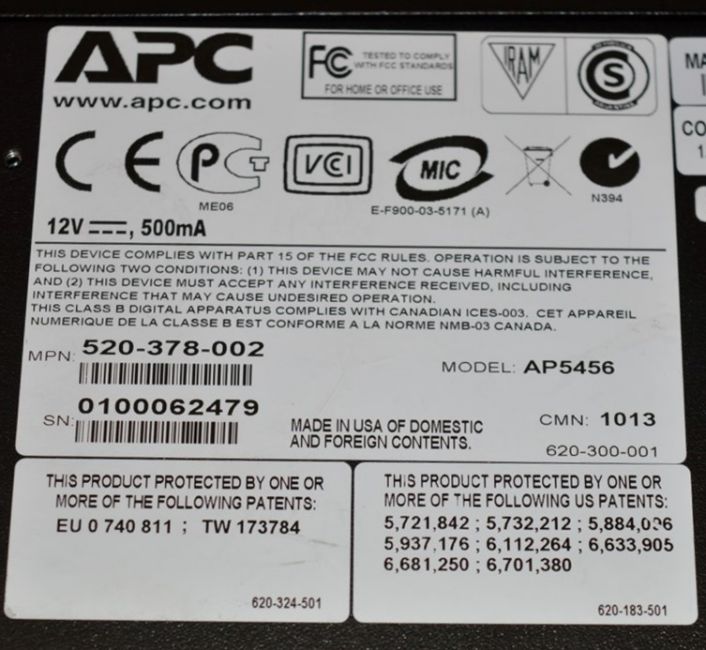 APC
www.apc.com
FC TESTED TO COMPLY
WITH FCC STANDARDS
FOR HOME OR OFFICE USE
IRAM
S
CE
PCT
ME06
VCCI
MIC
E-F900-03-5171 (A)
N394
12V, 500mA
THIS DEVICE COMPLIES WITH PART 15 OF THE FCC RULES. OPERATION IS SUBJECT TO THE
FOLLOWING TWO CONDITIONS: (1) THIS DEVICE MAY NOT CAUSE HARMFUL INTERFERENCE,
AND (2) THIS DEVICE MUST ACCEPT ANY INTERFERENCE RECEIVED, INCLUDING
INTERFERENCE THAT MAY CAUSE UNDESIRED OPERATION.
THIS CLASS B DIGITAL APPARATUS COMPLIES WITH CANADIAN ICES-003. CET APPAREIL
NUMERIQUE DE LA CLASSE B EST CONFORME A LA NORME NMB-03 CANADA.
MPN: 520-378-002
MODEL: AP5456
SN: 0100062479
MADE IN USA OF DOMESTIC
AND FOREIGN CONTENTS.
CMN: 1013
620-300-001
THIS PRODUCT PROTECTED BY ONE OR
MORE OF THE FOLLOWING PATENTS:
EU 0 740 811 ; TW 173784
620-324-501
THIS PRODUCT PROTECTED BY ONE OR
MORE OF THE FOLLOWING US PATENTS:
5,721,842 ; 5,732,212 ;
5,937,176 ; 6,112,264 ; 6,633,905
6,681,250 ; 6,701,380
620-183-501
MA
CO